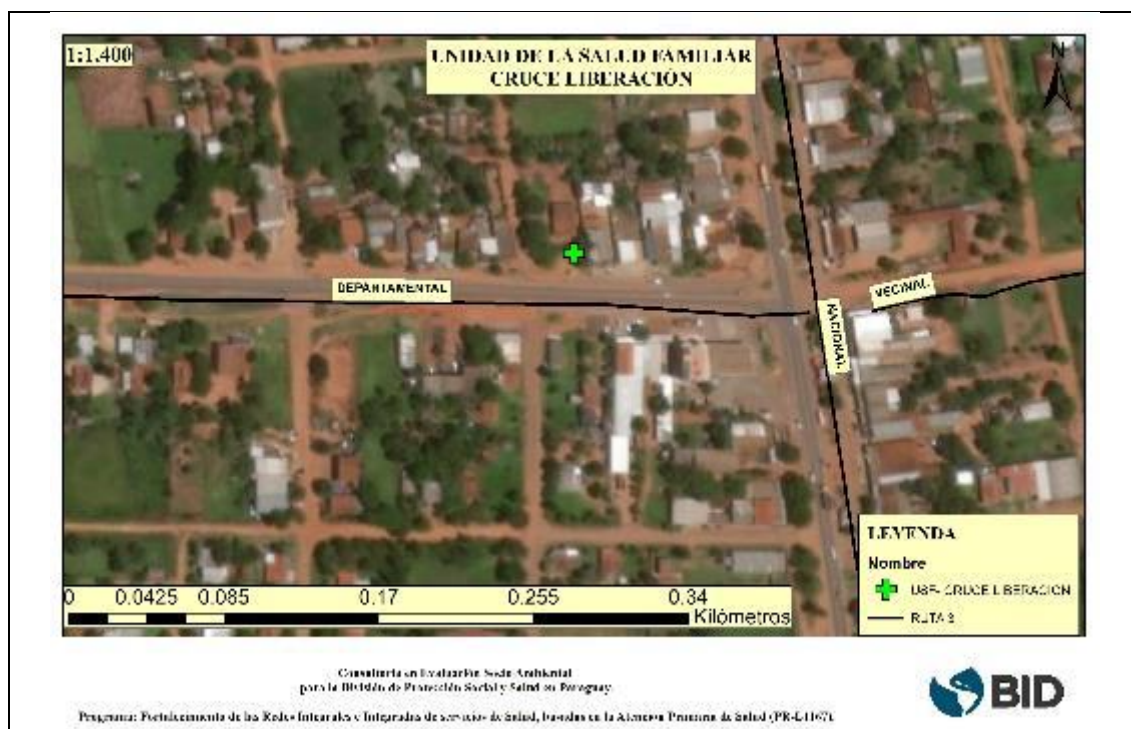 1:1.400
UNIDAD DE LA SALUD FAMILIAR
CRUCE LIBERACIÓN
N
DEPARTAMENTAL
VECINAL
NACIONAL
LEYENDA
Nombre
USF- CRUCE LIBERACION
RUTA 3
0 0.0425 0.085 0.17 0.255 0.34
Kilómetros
Consultoría en Evaluación Socio Ambiental
para la División de Protección Social y Salud en Paraguay.
Programa: Fortalecimiento de las Redes Integrales e Integradas de servicios de Salud, basadas en la Atención Primaria de Salud (PR-L1167).
BID